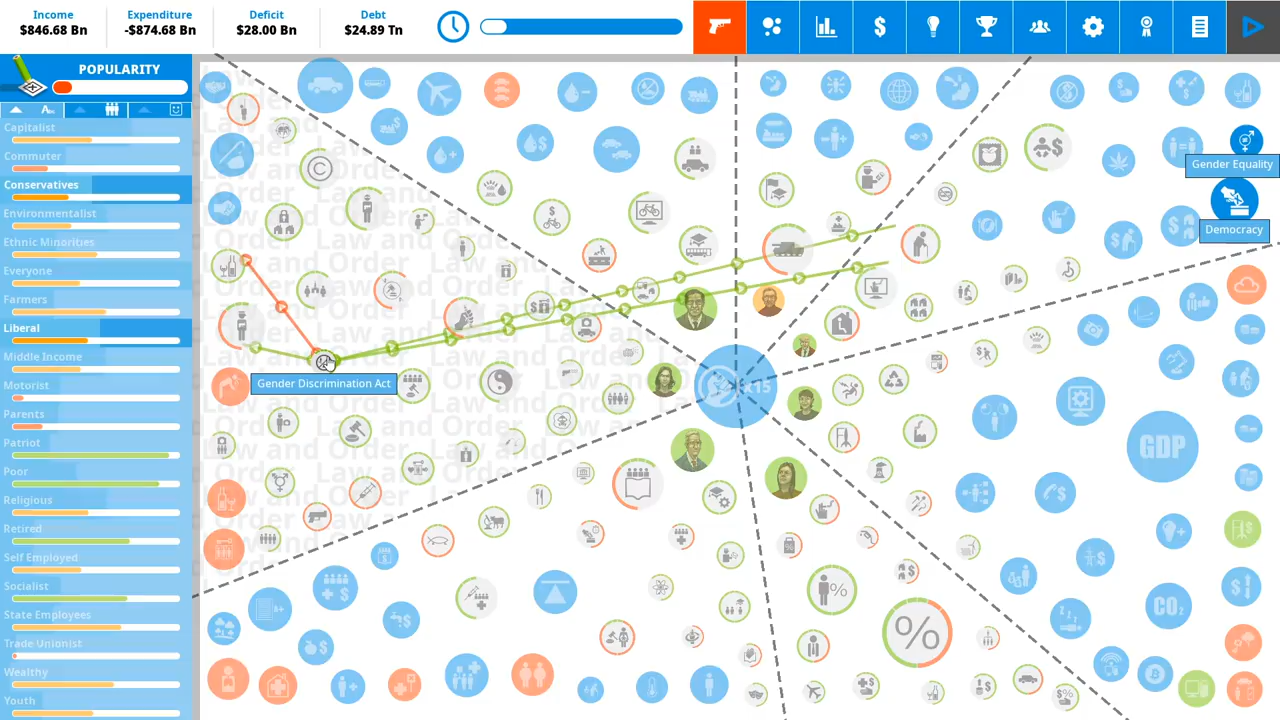 Income
$846.68 Bn
Expenditure
-$874.68 Bn
Deficit
$28.00 Bn
Debt
$24.89 Tn
POPULARITY
Capitalist
Commuter
Conservatives
Environmentalist
Ethnic Minorities
Everyone
Farmers
Liberal
Middle Income
Motorist
Parents
Patriot
Poor
Religious
Retired
Self Employed
Socialist
State Employees
Trade Unionist
Wealthy
Youth
Law and Order
Gender Equality
Democracy
Gender Discrimination Act
GDP
CO₂
%